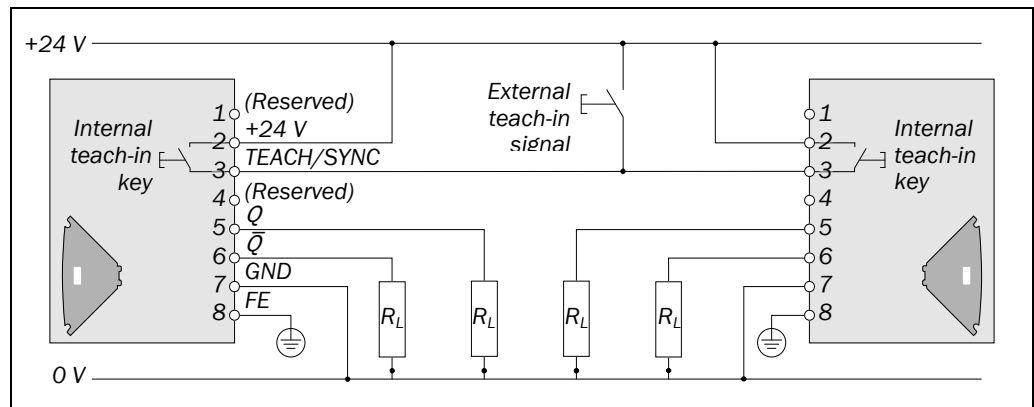 +24 V
Internal
teach-in
key
1 (Reserved)
2 +24 V
3 TEACH/SYNC
4 (Reserved)
5 Q
6 Q̅
7 GND
8 FE
External
teach-in
signal
1
2
3
4
5
6
7
8
Internal
teach-in
key
R_L
R_L
R_L
R_L
0 V